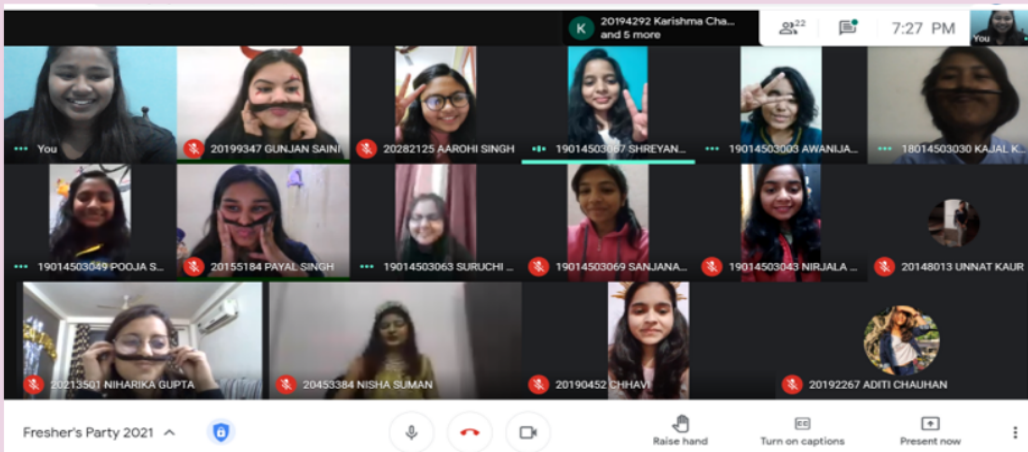 K
20194292 Karishma Cha...
and 5 more
22
7:27 PM
You
You
20199347 GUNJAN SAINI
20282125 AAROHI SINGH
19014503067 SHREYAN...
19014503003 AWANIJA...
18014503030 KAJAL K...
19014503049 POOJA S...
20155184 PAYAL SINGH
19014503063 SURUCHI ...
19014503069 SANJANA...
19014503043 NIRJALA ...
20148013 UNNAT KAUR
20213501 NIHARIKA GUPTA
20453384 NISHA SUMAN
20190452 CHHAVI
20192267 ADITI CHAUHAN
Fresher's Party 2021
CC
Raise hand
Turn on captions
Present now